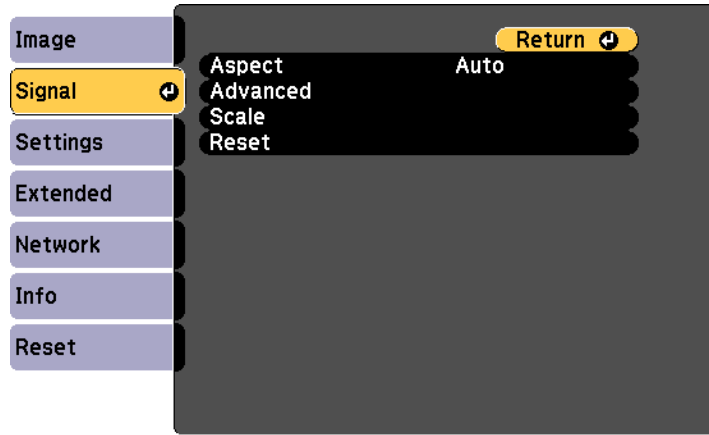 Image
Signal
Settings
Extended
Network
Info
Reset
Return
Aspect Auto
Advanced
Scale
Reset